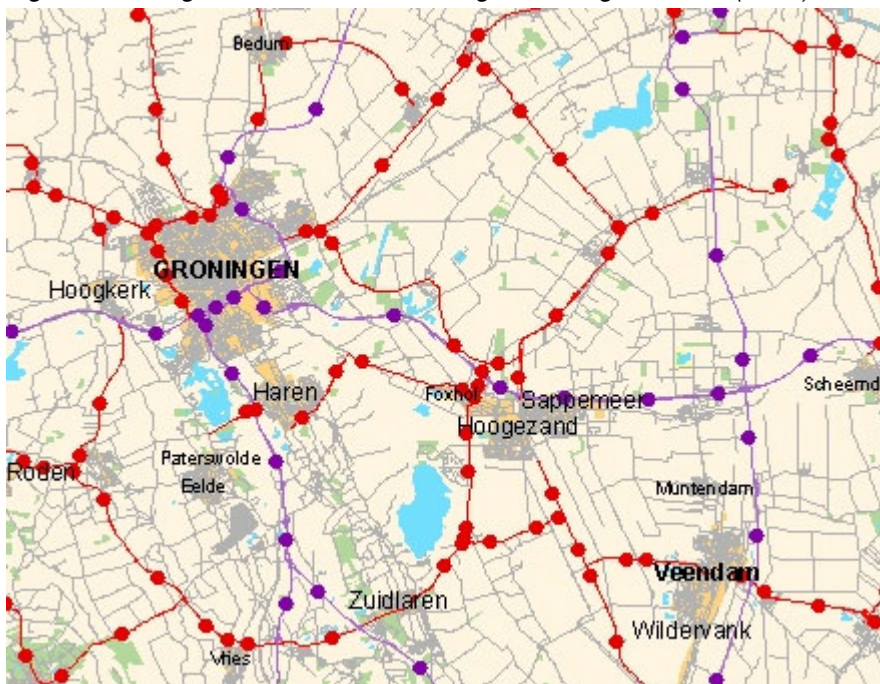 Bedum
GRONINGEN
Hoogkerk
Haren
Foxhol
Sappemeer
Scheemd
Hoogezand
Roden
Paterswolde
Eelde
Muntendam
Veendam
Zuidlaren
Wildervank
Vries